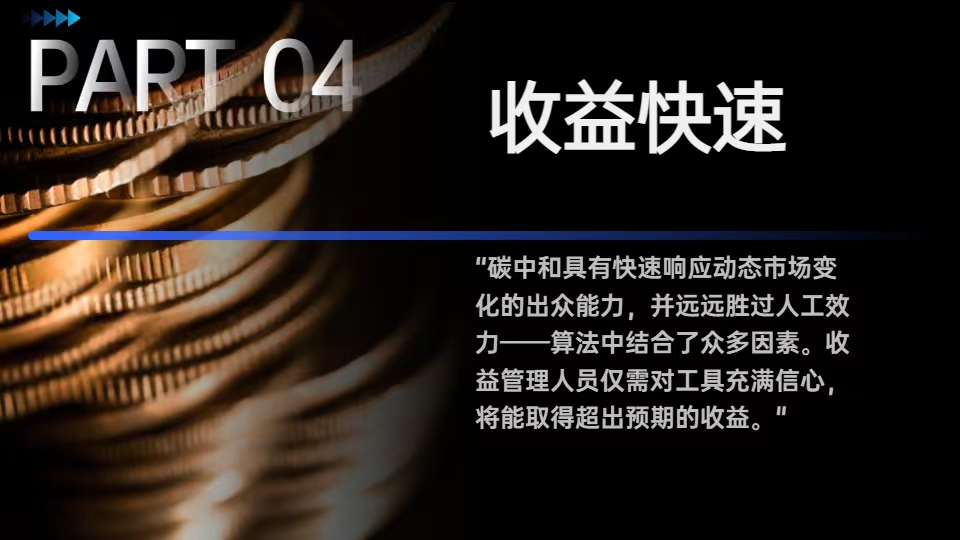 PART 04
收益快速
"碳中和具有快速响应动态市场变
化的出众能力，并远远胜过人工效
力——算法中结合了众多因素。收
益管理人员仅需对工具充满信心，
将能取得超出预期的收益。"